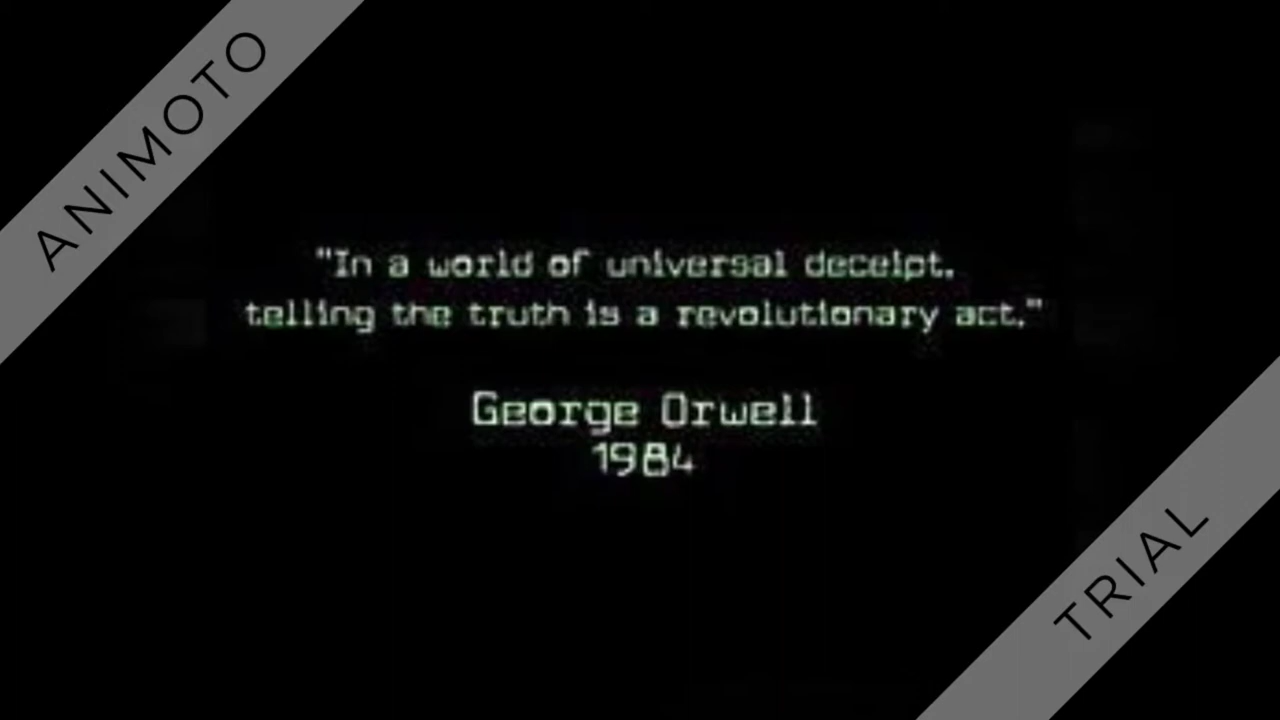 ANIMOTO
"In a world of universal deceipt,
telling the truth is a revolutionary act."
George Orwell
1984
TRIAL